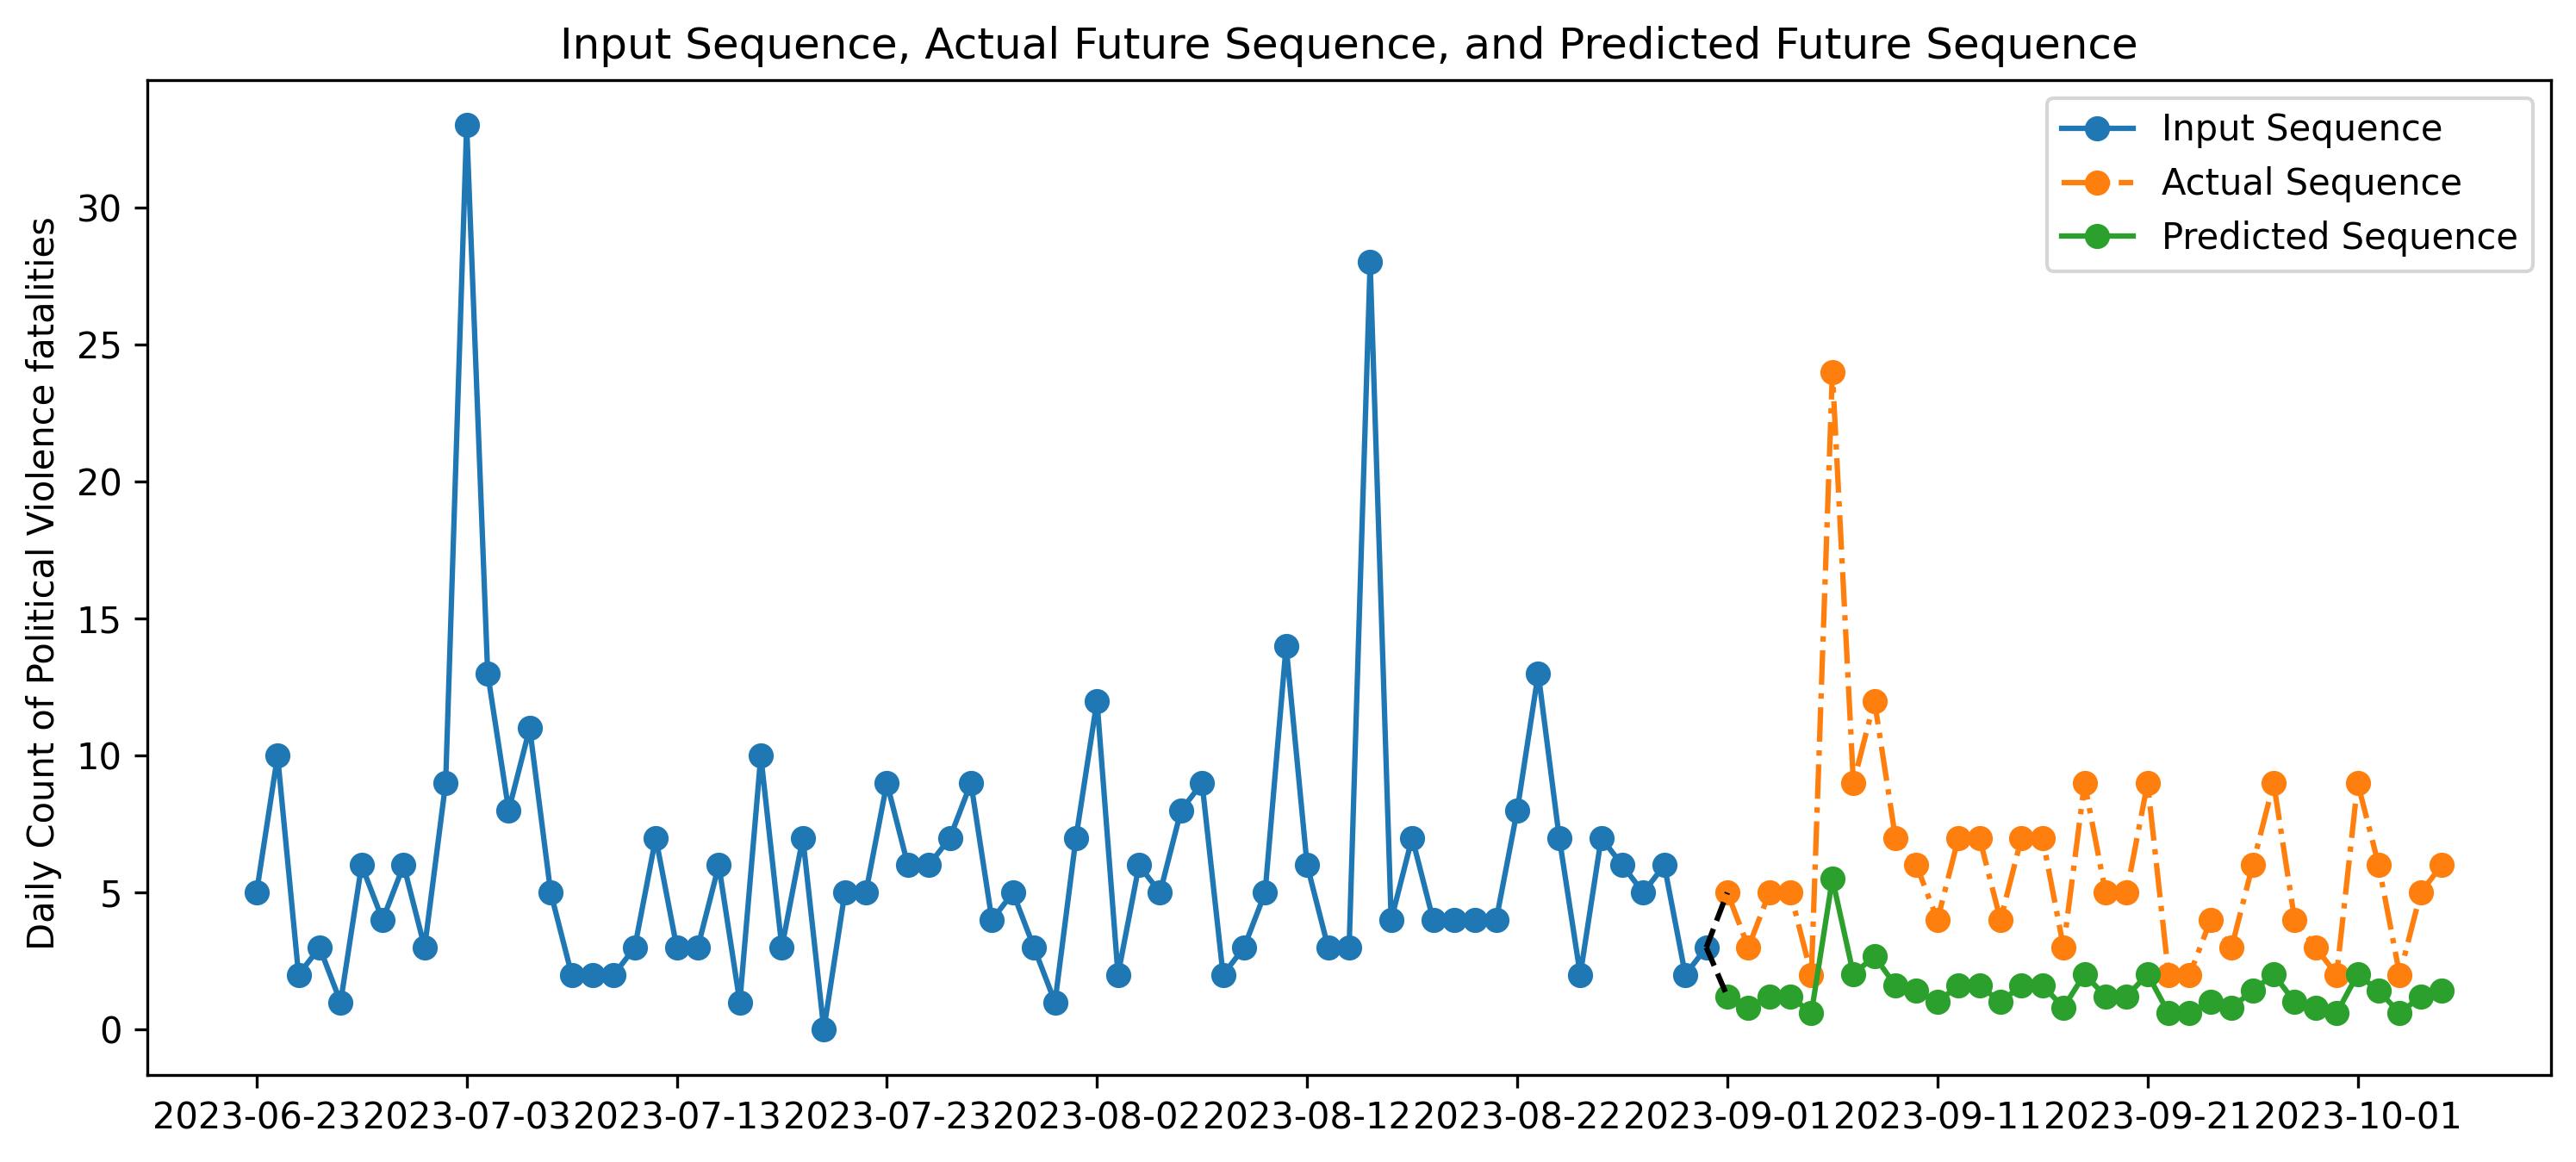 Input Sequence, Actual Future Sequence, and Predicted Future Sequence
Input Sequence
Actual Sequence
Predicted Sequence
Daily Count of Political Violence fatalities
30
25
20
15
10
5
0
2023-06-23 2023-07-03 2023-07-13 2023-07-23 2023-08-02 2023-08-12 2023-08-22 2023-09-01 2023-09-11 2023-09-21 2023-10-01